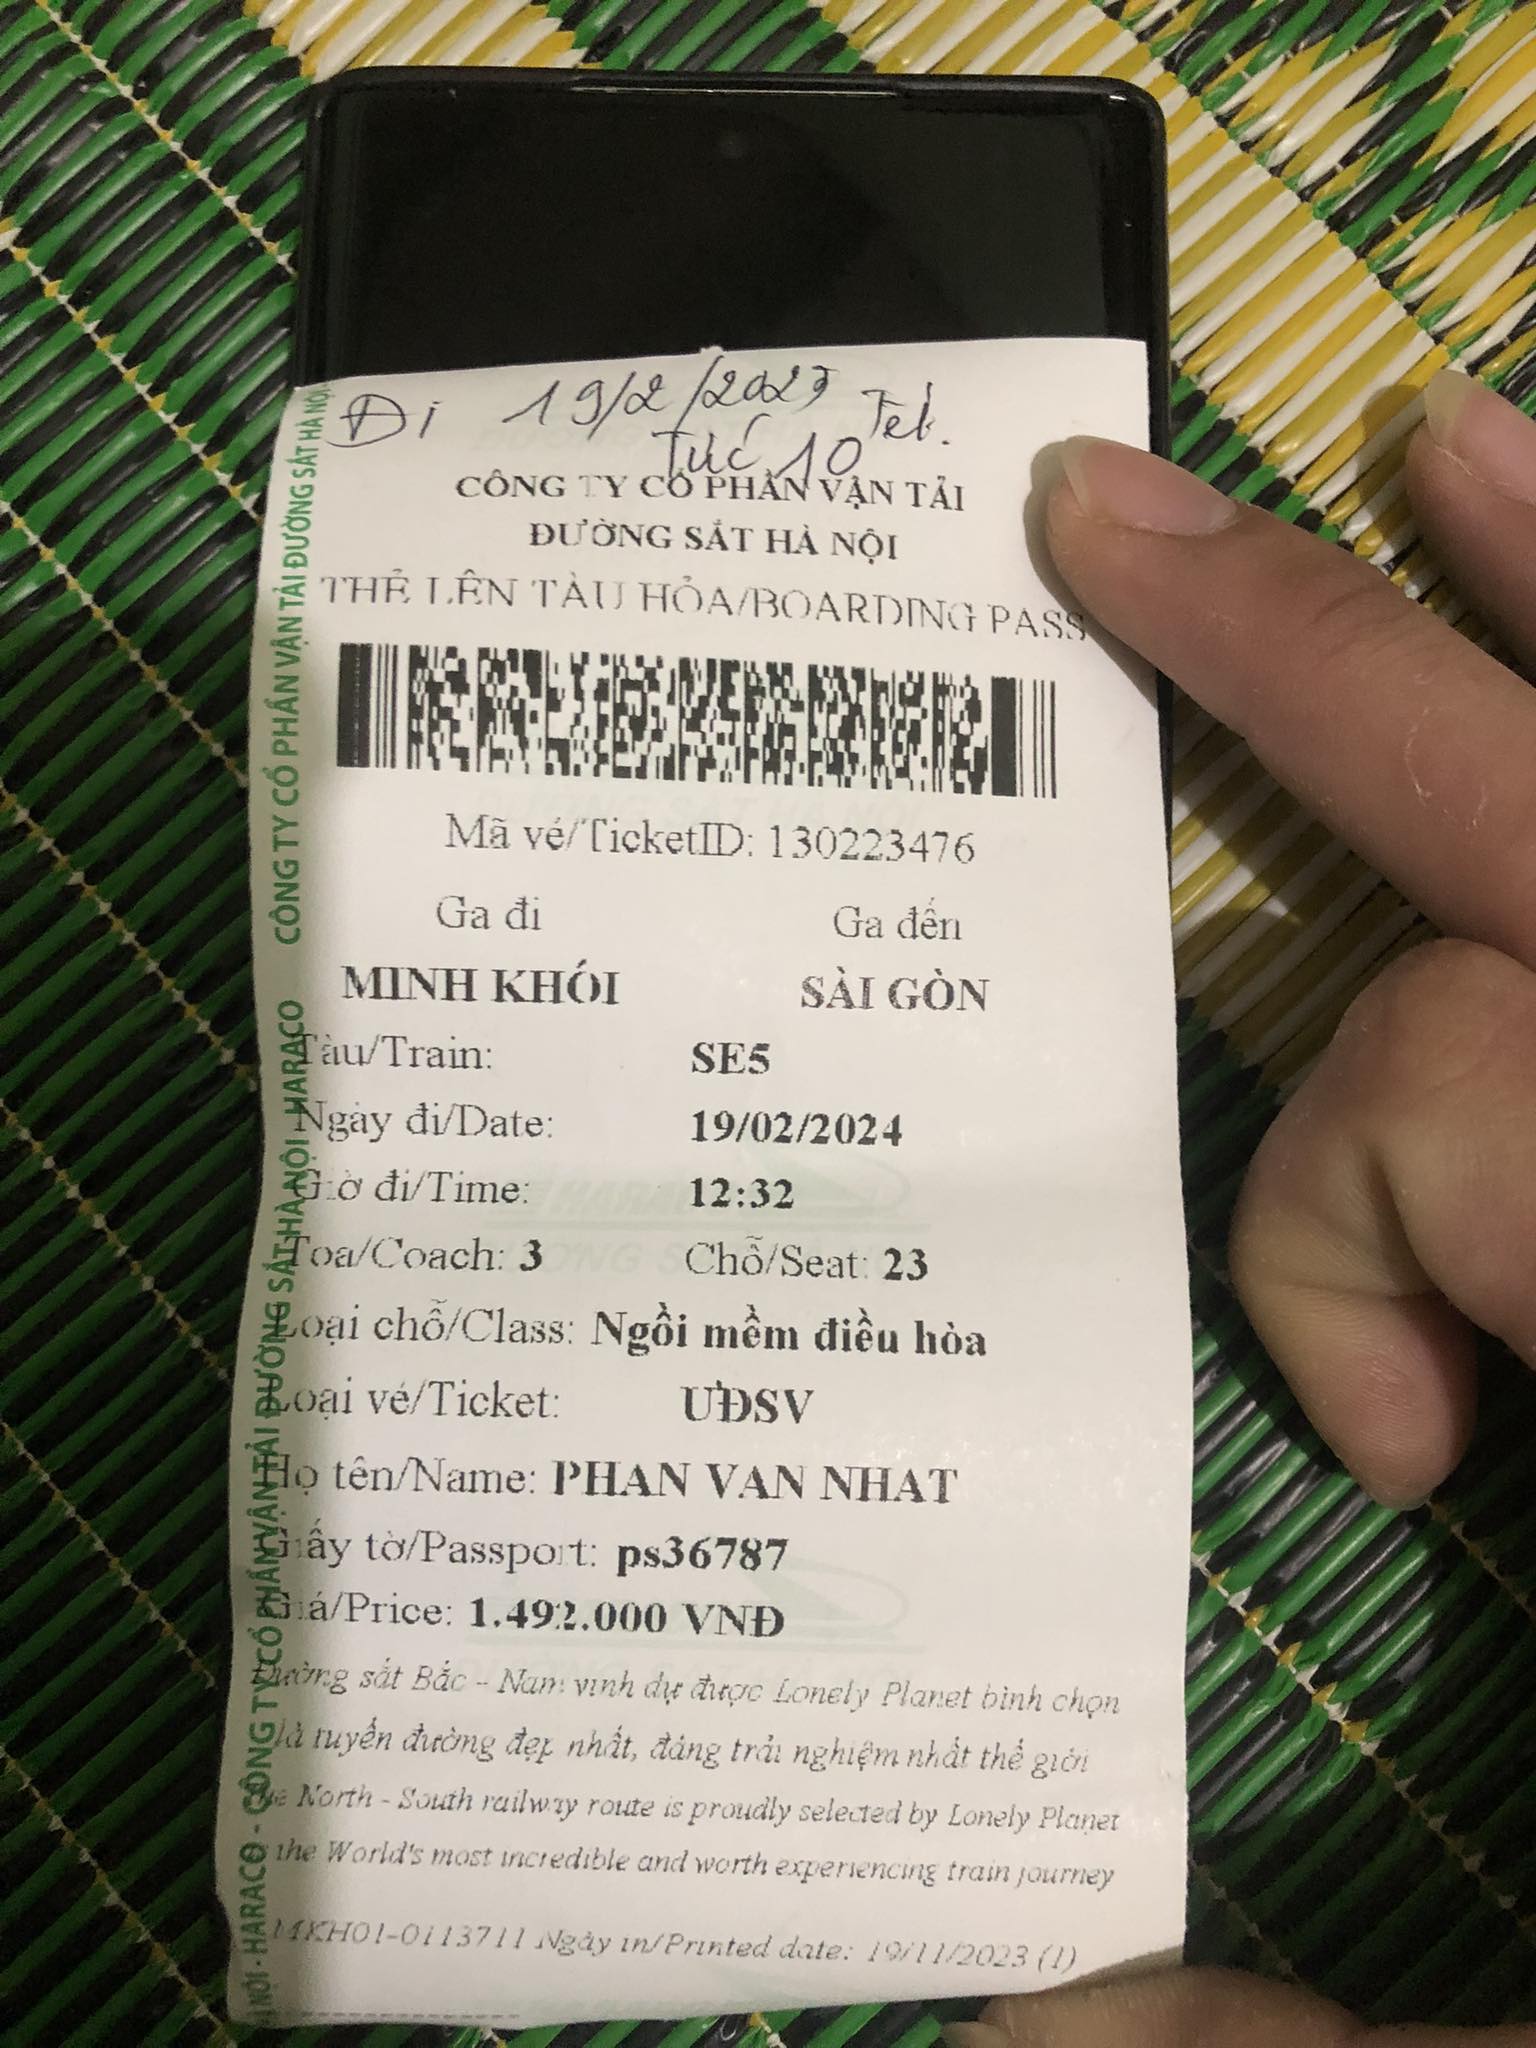 Đi 19/2/2023
Tức 10 Tết.
CÔNG TY CỔ PHẦN VẬN TẢI
ĐƯỜNG SẮT HÀ NỘI
THẺ LÊN TÀU HỎA/BOARDING PASS
Mã vé/TicketID: 130223476
Ga đi Ga đến
MINH KHÔI SÀI GÒN
Tàu/Train: SE5
Ngày đi/Date: 19/02/2024
Giờ đi/Time: 12:32
Toa/Coach: 3 Chỗ/Seat: 23
Loại chỗ/Class: Ngồi mềm điều hòa
Loại vé/Ticket: UĐSV
Họ tên/Name: PHAN VAN NHAT
Giấy tờ/Passport: ps36787
Giá/Price: 1.492.000 VNĐ
Đường sắt Bắc - Nam vinh dự được Lonely Planet bình chọn
là tuyến đường đẹp nhất, đáng trải nghiệm nhất thế giới
The North - South railway route is proudly selected by Lonely Planet
the World's most incredible and worth experiencing train journey
MKH01-0113711 Ngày in/Printed date: 19/11/2023 (1)
NỘI - HARACO - CÔNG TY CỔ PHẦN VẬN TẢI ĐƯỜNG SẮT HÀ NỘI - HARACO
CÔNG TY CỔ PHẦN VẬN TẢI ĐƯỜNG SẮT HÀ NỘI